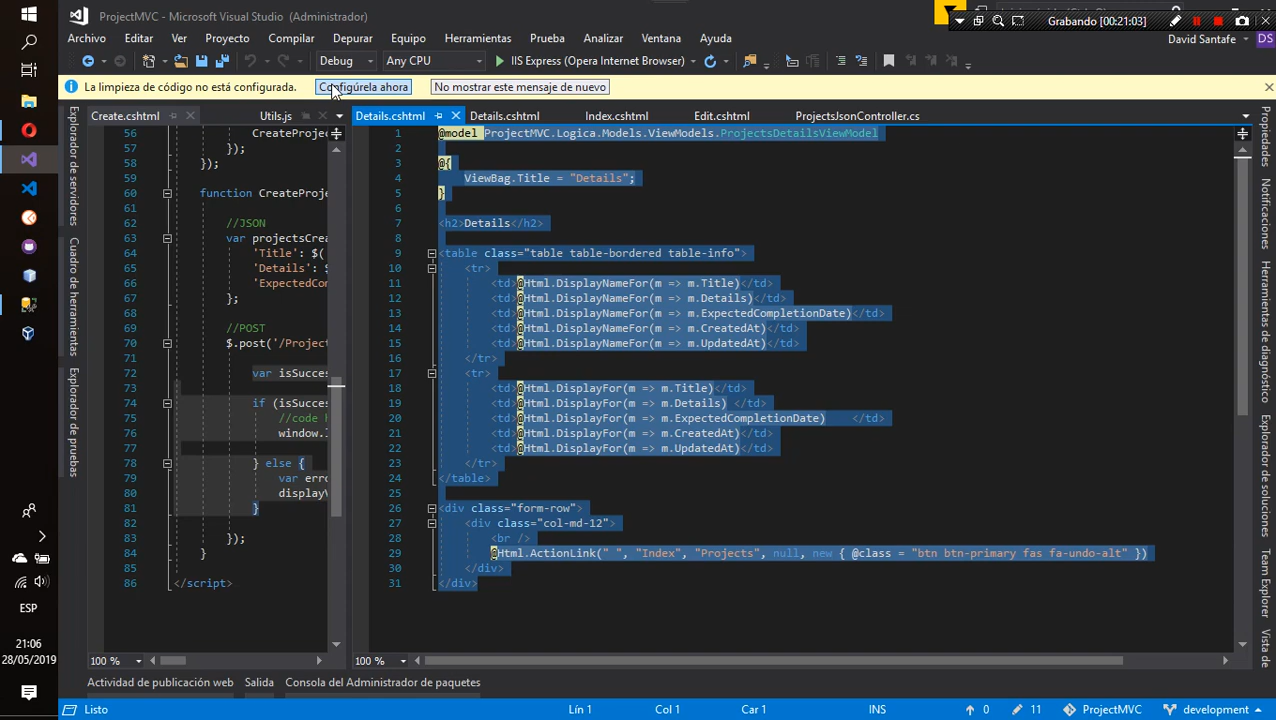 ProjectMVC - Microsoft Visual Studio (Administrador)
Grabando [00:21:03]
Archivo Editar Ver Proyecto Compilar Depurar Equipo Herramientas Prueba Analizar Ventana Ayuda
David Santafe DS
Debug Any CPU IIS Express (Opera Internet Browser)
La limpieza de código no está configurada. Configúrela ahora No mostrar este mensaje de nuevo
Explorador de servidores
Cuadro de herramientas
Explorador de pruebas
Create.cshtml Utils.js
56 CreateProje
57 });
58 });
59
60 function CreateProje
61
62 //JSON
63 var projectsCrea
64 'Title': $(
65 'Details': $
66 'ExpectedCom
67 };
68
69 //POST
70 $.post('/Project
71
72 var isSucces
73
74 if (isSucces
75 //code h
76 window.l
77
78 } else {
79 var erro
80 displayV
81 }
82
83 });
84 }
85
86 </script>
100 %
Details.cshtml Details.cshtml Index.cshtml Edit.cshtml ProjectsJsonController.cs
1 @model ProjectMVC.Logica.Models.ViewModels.ProjectsDetailsViewModel
2
3 @{
4 ViewBag.Title = "Details";
5 }
6
7 <h2>Details</h2>
8
9 <table class="table table-bordered table-info">
10 <tr>
11 <td>@Html.DisplayNameFor(m => m.Title)</td>
12 <td>@Html.DisplayNameFor(m => m.Details)</td>
13 <td>@Html.DisplayNameFor(m => m.ExpectedCompletionDate)</td>
14 <td>@Html.DisplayNameFor(m => m.CreatedAt)</td>
15 <td>@Html.DisplayNameFor(m => m.UpdatedAt)</td>
16 </tr>
17 <tr>
18 <td>@Html.DisplayFor(m => m.Title)</td>
19 <td>@Html.DisplayFor(m => m.Details) </td>
20 <td>@Html.DisplayFor(m => m.ExpectedCompletionDate) </td>
21 <td>@Html.DisplayFor(m => m.CreatedAt)</td>
22 <td>@Html.DisplayFor(m => m.UpdatedAt)</td>
23 </tr>
24 </table>
25
26 <div class="form-row">
27 <div class="col-md-12">
28 <br />
29 @Html.ActionLink(" ", "Index", "Projects", null, new { @class = "btn btn-primary fas fa-undo-alt" })
30 </div>
31 </div>
100 %
Propiedades
Notificaciones
Explorador de soluciones
Team Explorer
Vista de
ESP
21:06
28/05/2019
Actividad de publicación web Salida Consola del Administrador de paquetes
Listo Lín 1 Col 1 Car 1 INS 0 11 ProjectMVC development